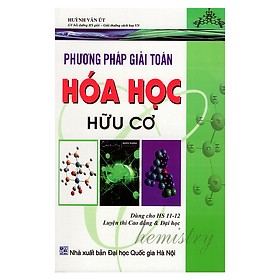 HUỲNH VĂN ÚT
PHƯƠNG PHÁP GIẢI TOÁN
HÓA HỌC
HỮU CƠ
Dùng cho HS 11-12
Luyện thi Cao đẳng & Đại học
Chemistry
Nhà xuất bản Đại học Quốc gia Hà Nội